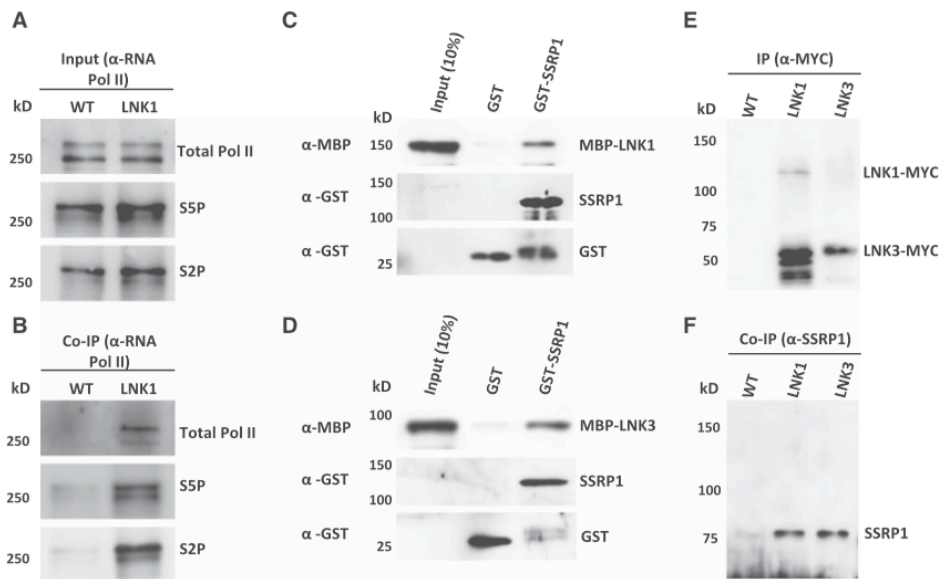 A
Input (α-RNA
Pol II)
kD
WT LNK1
250
Total Pol II
250
S5P
250
S2P
B
Co-IP (α-RNA
Pol II)
kD
WT LNK1
250
Total Pol II
250
S5P
250
S2P
C
Input (10%)
GST
GST-SSRP1
kD
α-MBP
150
MBP-LNK1
α -GST
150
100
SSRP1
α -GST
25
GST
D
Input (10%)
GST
GST-SSRP1
kD
α-MBP
100
MBP-LNK3
α -GST
150
100
SSRP1
α -GST
25
GST
E
IP (α-MYC)
WT
LNK1
LNK3
kD
150
100
75
50
LNK1-MYC
LNK3-MYC
F
Co-IP (α-SSRP1)
WT
LNK1
LNK3
kD
150
100
75
SSRP1